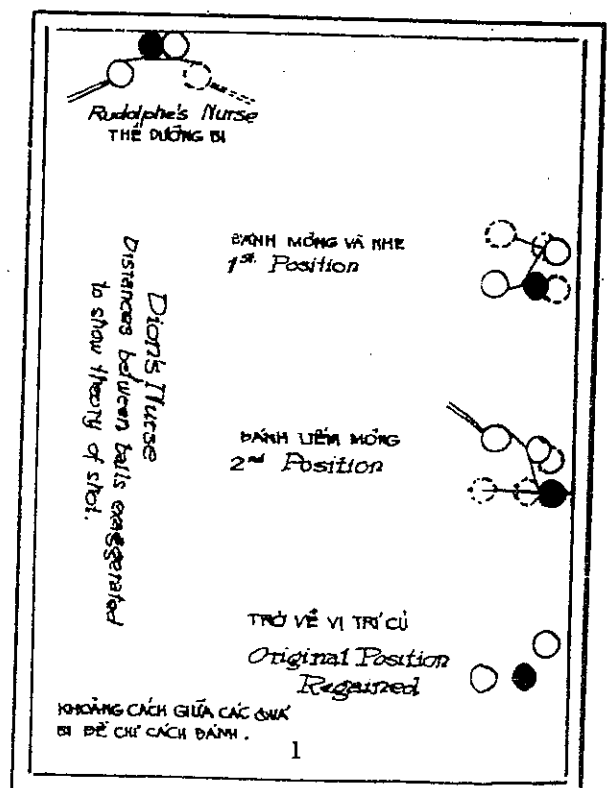 Rudolphe's Nurse
THẾ DƯỠNG BI
ĐÁNH MỎNG VÀ NHẸ
1st. Position
Dion's Nurse
Distances between balls exaggerated
to show theory of shot.
ĐÁNH LIẾM MỎNG
2nd Position
TRỞ VỀ VỊ TRÍ CỦ
Original Position
Regained
KHOẢNG CÁCH GIỮA CÁC QUẢ
BI ĐỂ CHỈ CÁCH ĐÁNH.
1